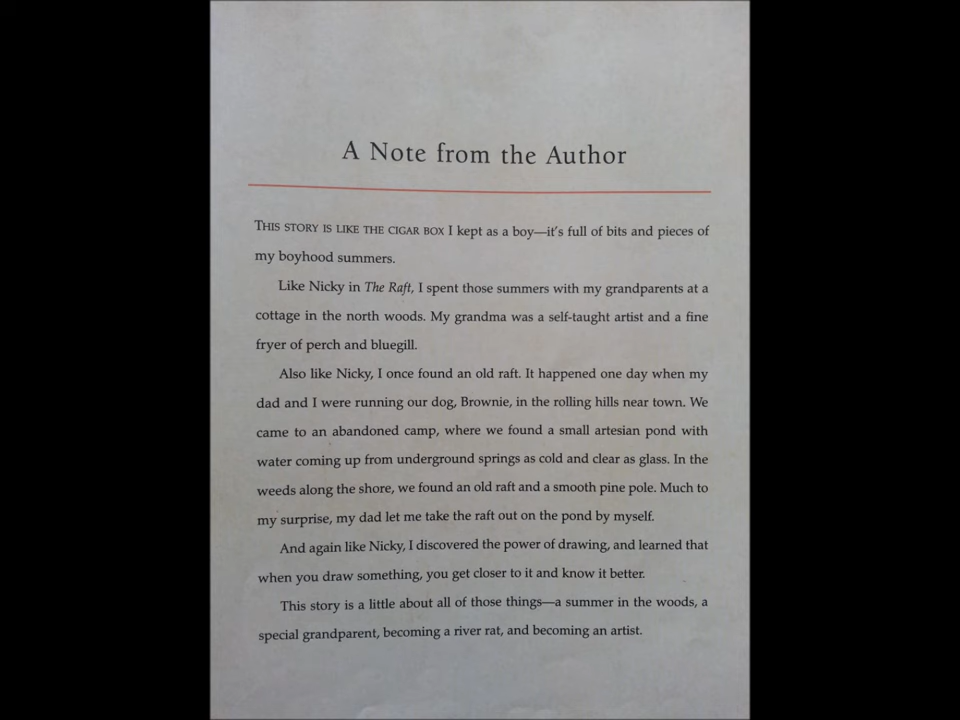 A Note from the Author
THIS STORY IS LIKE THE CIGAR BOX I kept as a boy—it's full of bits and pieces of
my boyhood summers.
Like Nicky in The Raft, I spent those summers with my grandparents at a
cottage in the north woods. My grandma was a self-taught artist and a fine
fryer of perch and bluegill.
Also like Nicky, I once found an old raft. It happened one day when my
dad and I were running our dog, Brownie, in the rolling hills near town. We
came to an abandoned camp, where we found a small artesian pond with
water coming up from underground springs as cold and clear as glass. In the
weeds along the shore, we found an old raft and a smooth pine pole. Much to
my surprise, my dad let me take the raft out on the pond by myself.
And again like Nicky, I discovered the power of drawing, and learned that
when you draw something, you get closer to it and know it better.
This story is a little about all of those things—a summer in the woods, a
special grandparent, becoming a river rat, and becoming an artist.